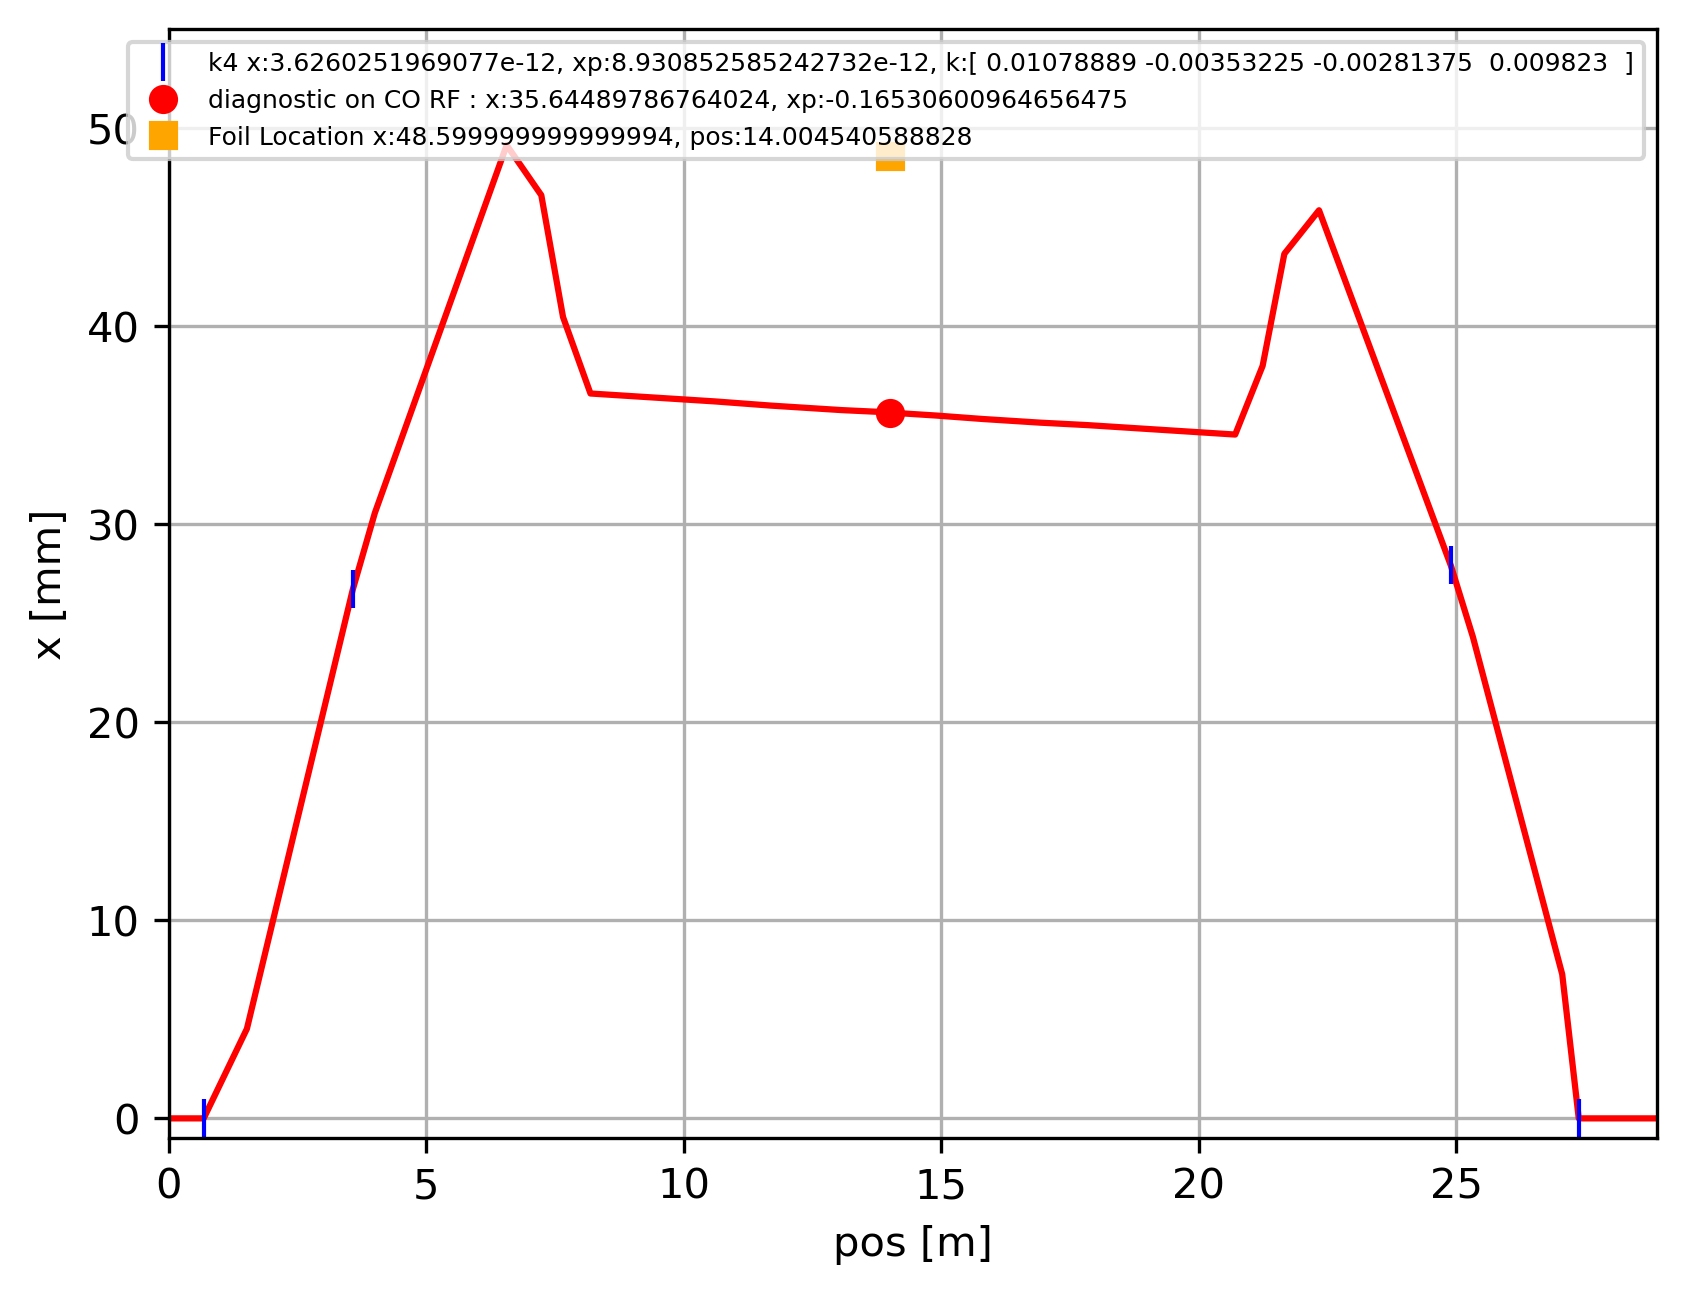 k4 x:3.6260251969077e-12, xp:8.930852585242732e-12, k:[ 0.01078889 -0.00353225 -0.00281375  0.009823  ]
diagnostic on CO RF : x:35.64489786764024, xp:-0.16530600964656475
Foil Location x:48.599999999999994, pos:14.004540588828
50
40
30
20
10
0
x [mm]
0 5 10 15 20 25
pos [m]